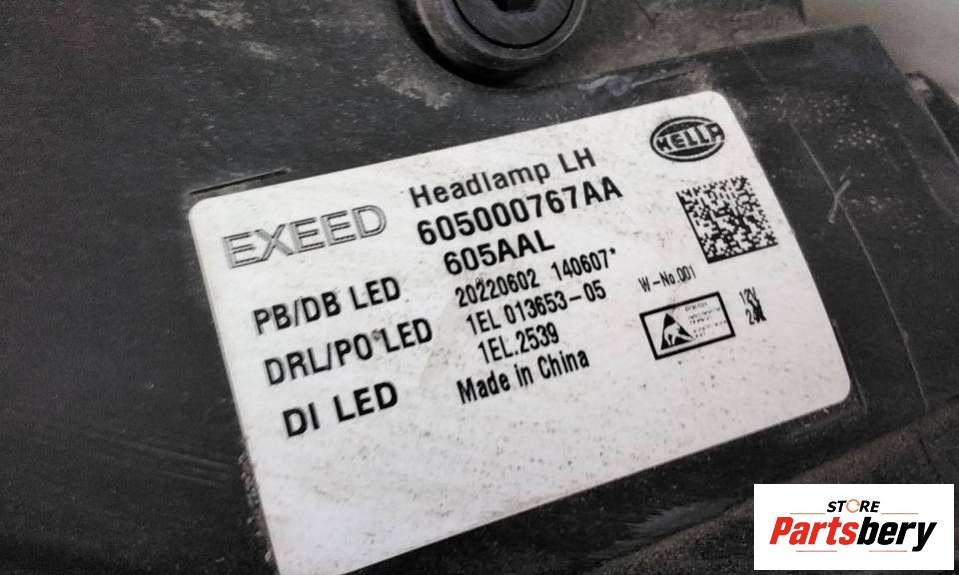 HELLA
EXEED Headlamp LH
605000767AA
605AAL
PB/DB LED 20220602 140607*
DRL/PO LED 1EL 013653-05
1EL.2539
DI LED Made in China
W-No.001
12V
STORE
Partsbery